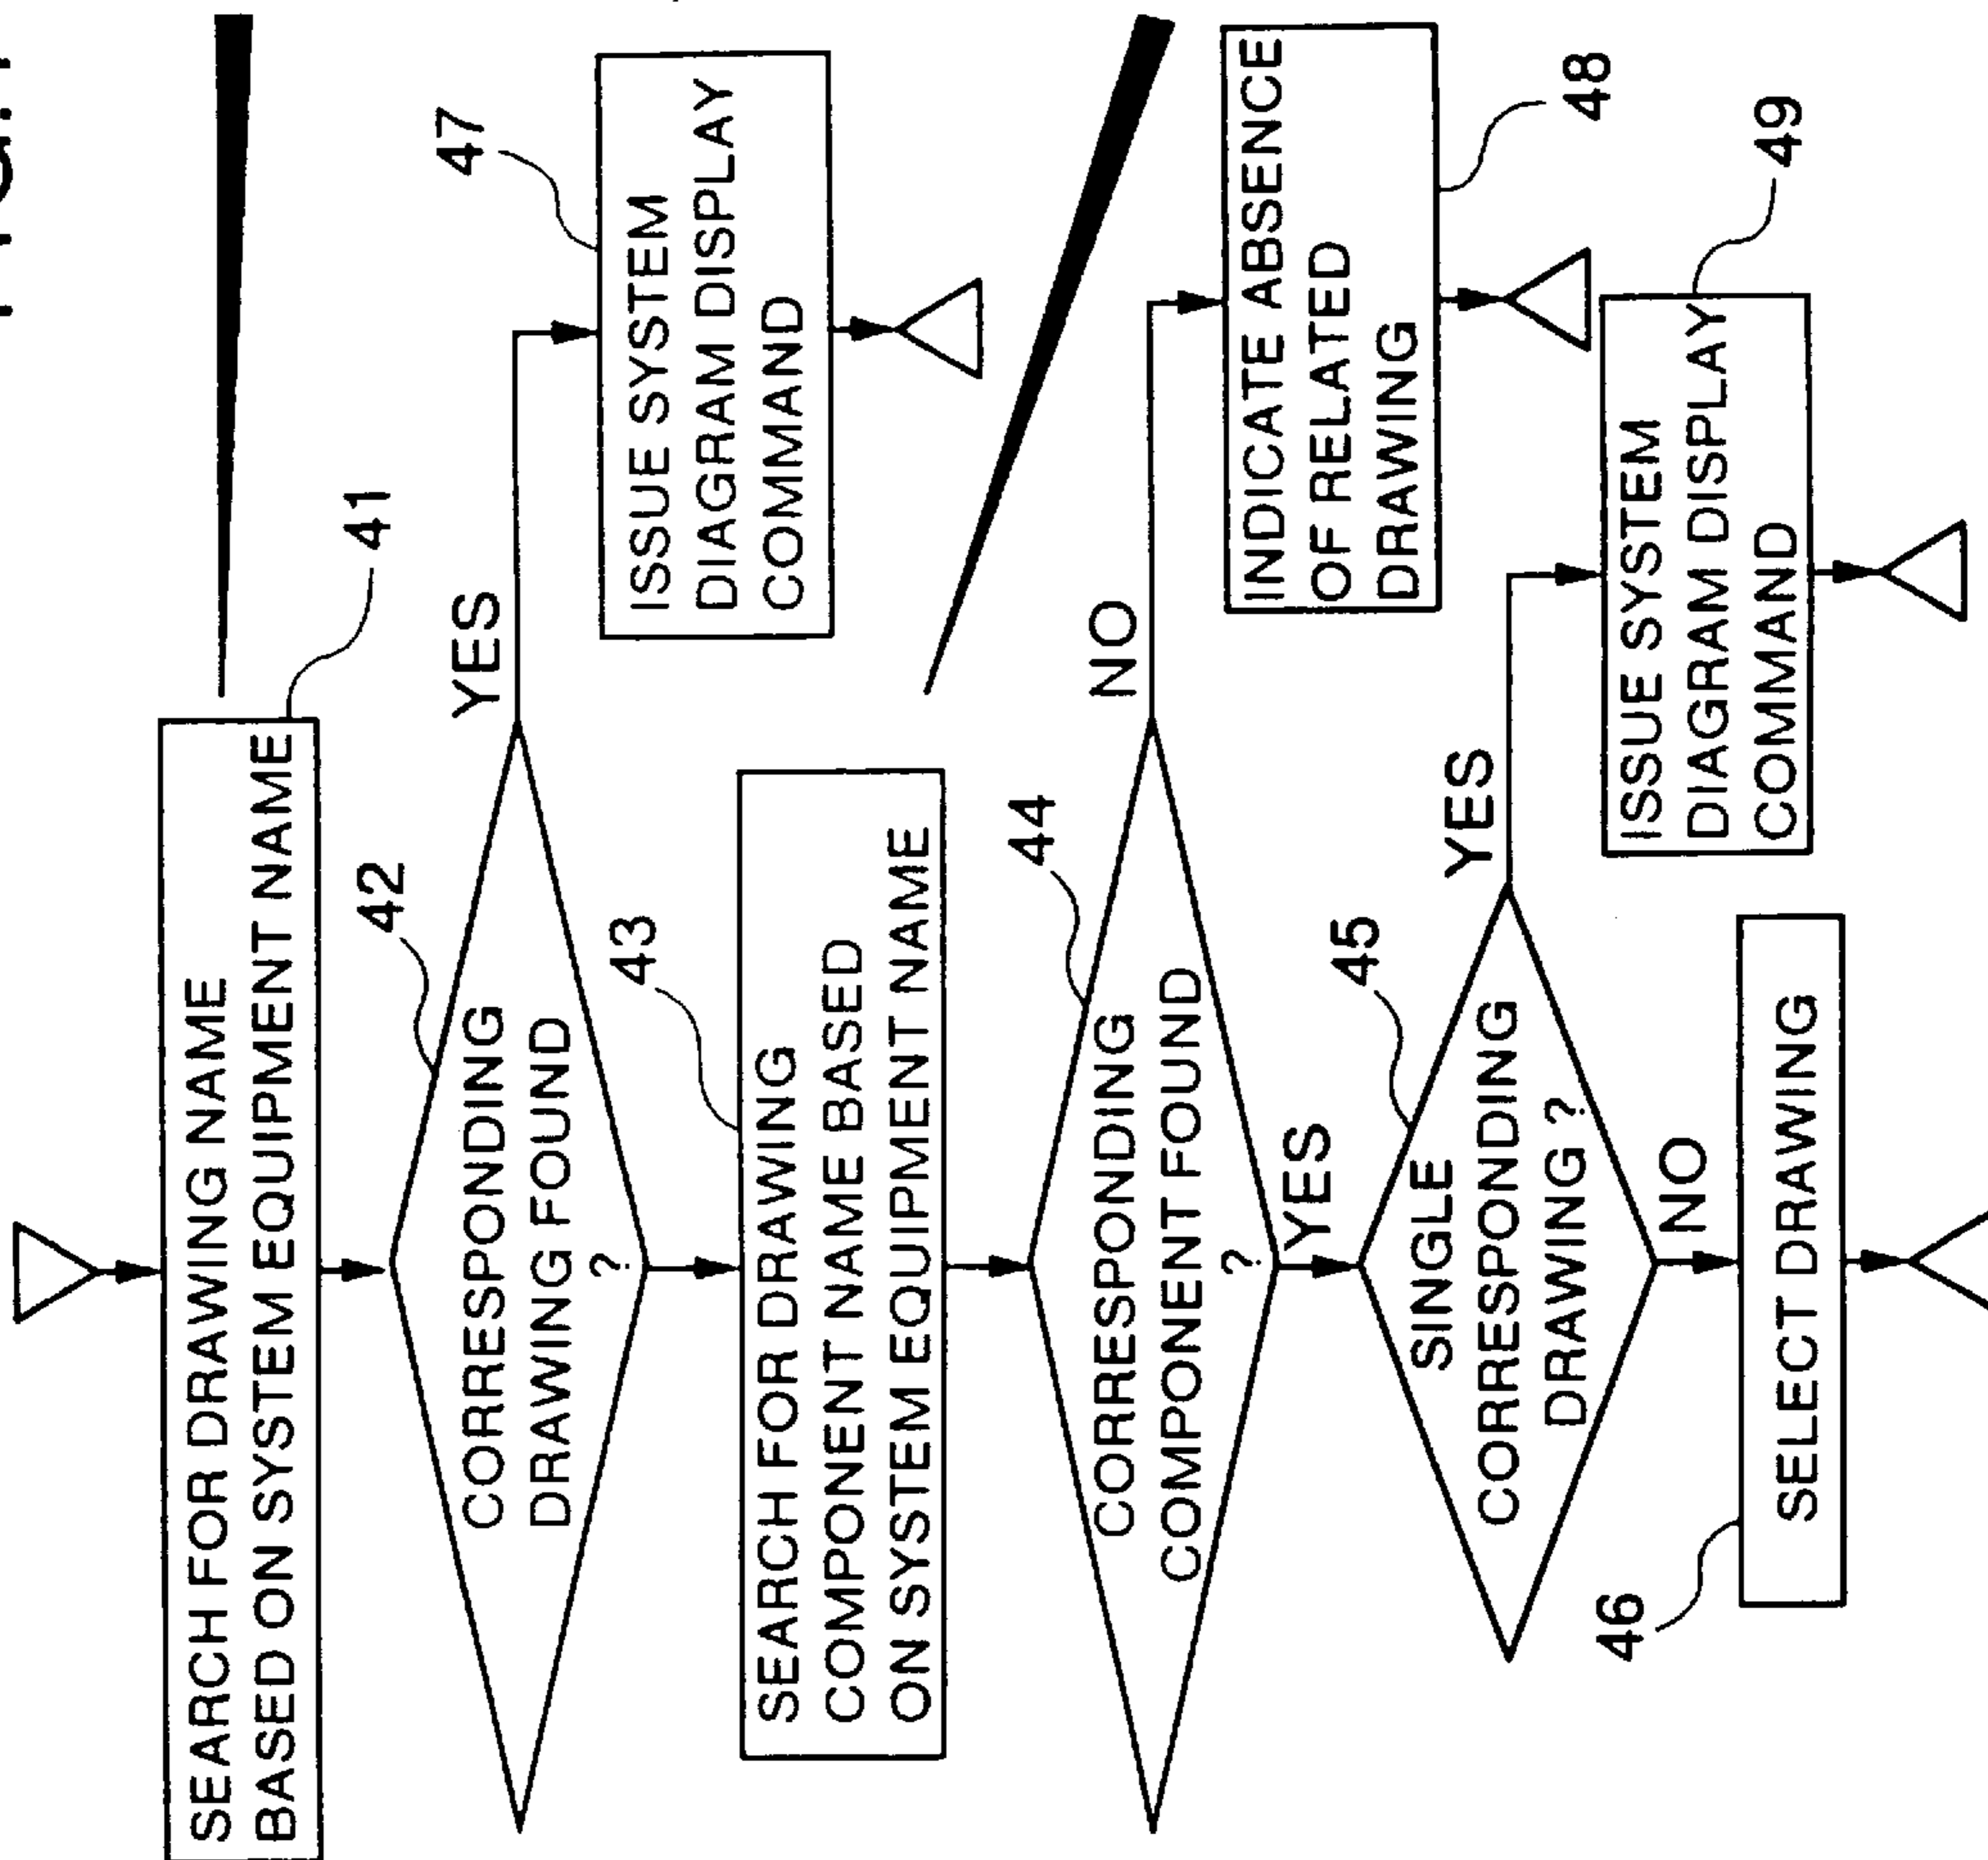 SEARCH FOR DRAWING NAME
BASED ON SYSTEM EQUIPMENT NAME
41
42
CORRESPONDING
DRAWING FOUND
?
YES
47
ISSUE SYSTEM
DIAGRAM DISPLAY
COMMAND
43
SEARCH FOR DRAWING
COMPONENT NAME BASED
ON SYSTEM EQUIPMENT NAME
44
CORRESPONDING
COMPONENT FOUND
?
NO
INDICATE ABSENCE
OF RELATED
DRAWING
48
YES
45
SINGLE
CORRESPONDING
DRAWING ?
YES
49
ISSUE SYSTEM
DIAGRAM DISPLAY
COMMAND
NO
46
SELECT DRAWING